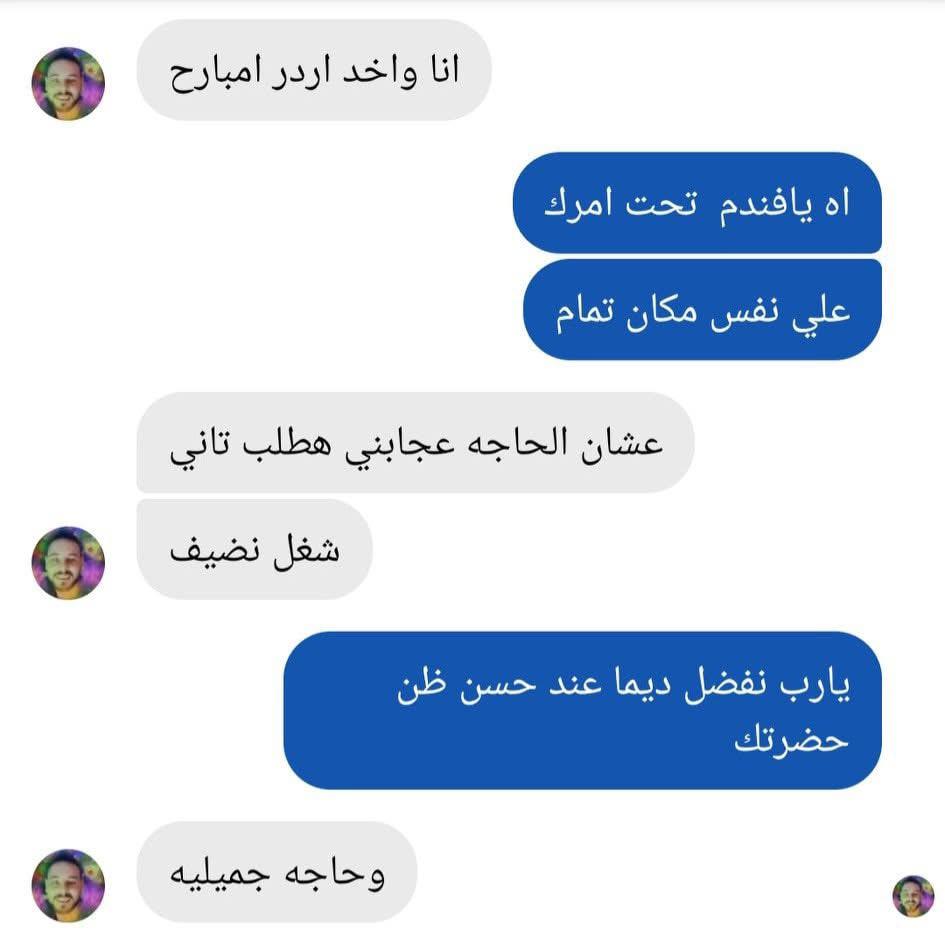 انا واخد اردر امبارح
اه يافندم تحت امرك
علي نفس مكان تمام
عشان الحاجه عجابني هطلب تاني
شغل نضيف
يارب نفضل ديما عند حسن ظن
حضرتك
وحاجه جميليه